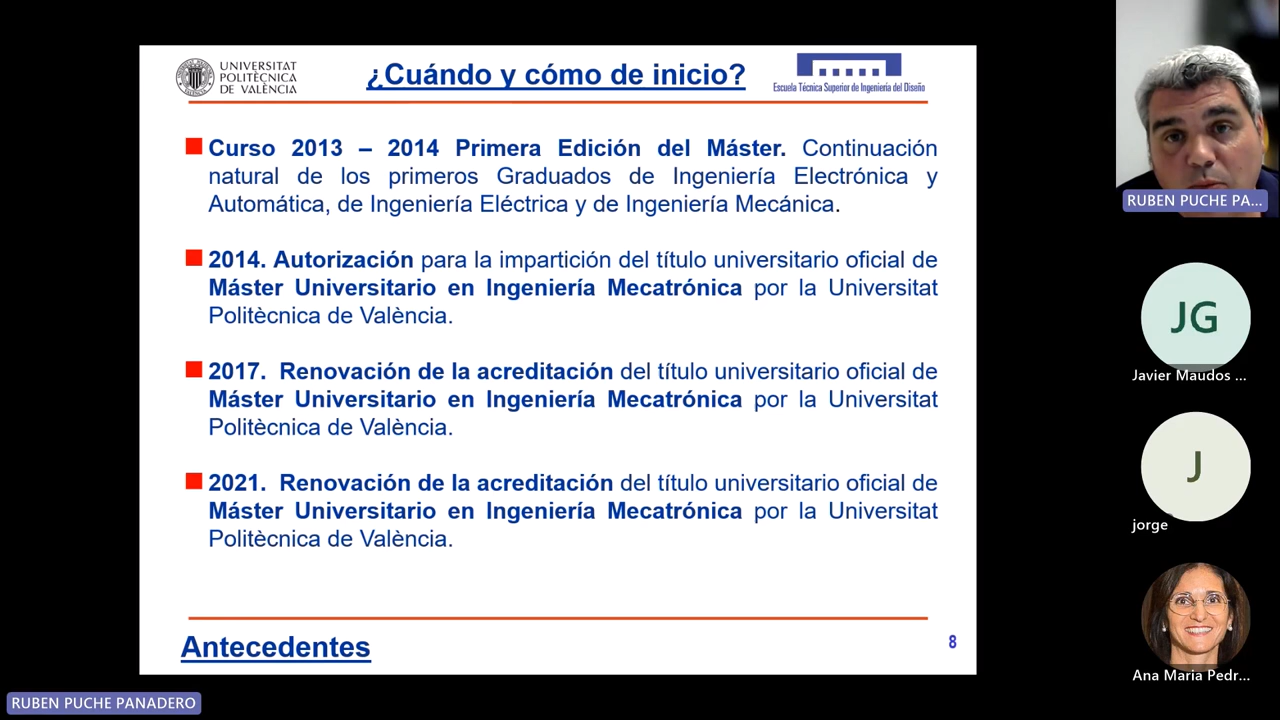 UNIVERSITAT
POLITÈCNICA
DE VALÈNCIA
¿Cuándo y cómo de inicio?
Escuela Técnica Superior de Ingeniería del Diseño
Curso 2013 – 2014 Primera Edición del Máster. Continuación
natural de los primeros Graduados de Ingeniería Electrónica y
Automática, de Ingeniería Eléctrica y de Ingeniería Mecánica.
2014. Autorización para la impartición del título universitario oficial de
Máster Universitario en Ingeniería Mecatrónica por la Universitat
Politècnica de València.
2017. Renovación de la acreditación del título universitario oficial de
Máster Universitario en Ingeniería Mecatrónica por la Universitat
Politècnica de València.
2021. Renovación de la acreditación del título universitario oficial de
Máster Universitario en Ingeniería Mecatrónica por la Universitat
Politècnica de València.
Antecedentes
8
RUBEN PUCHE PANADERO
RUBEN PUCHE PA...
JG
Javier Maudos ...
J
jorge
Ana Maria Pedr...